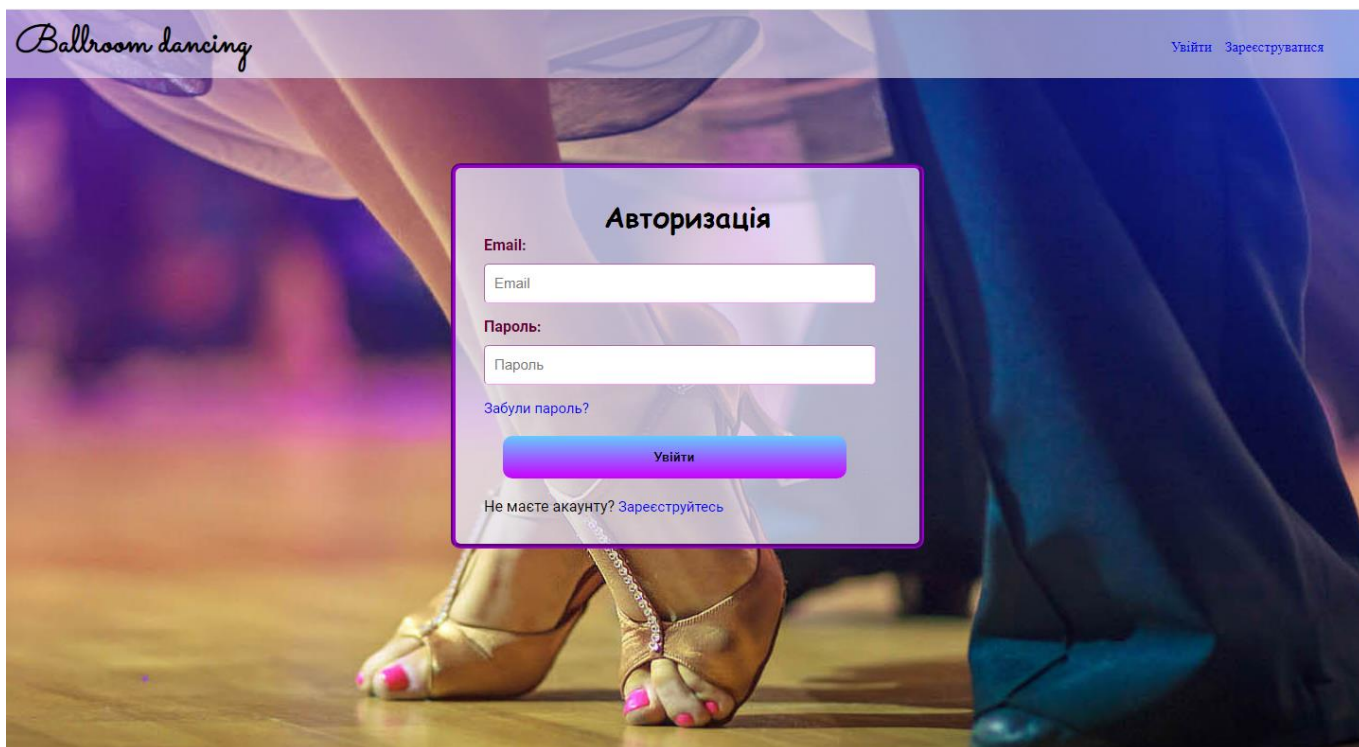 Ballroom dancing
Увійти Зареєструватися
Авторизація
Email:
Email
Пароль:
Пароль
Забули пароль?
Увійти
Не маєте акаунту? Зареєструйтесь